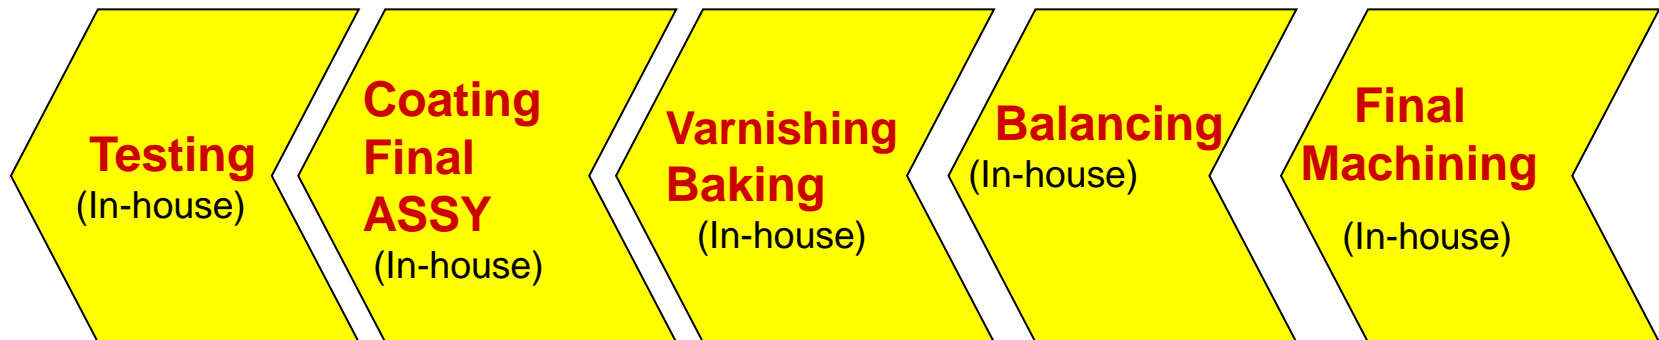 Testing
(In-house)
Coating
Final
ASSY
(In-house)
Varnishing
Baking
(In-house)
Balancing
(In-house)
Final
Machining
(In-house)